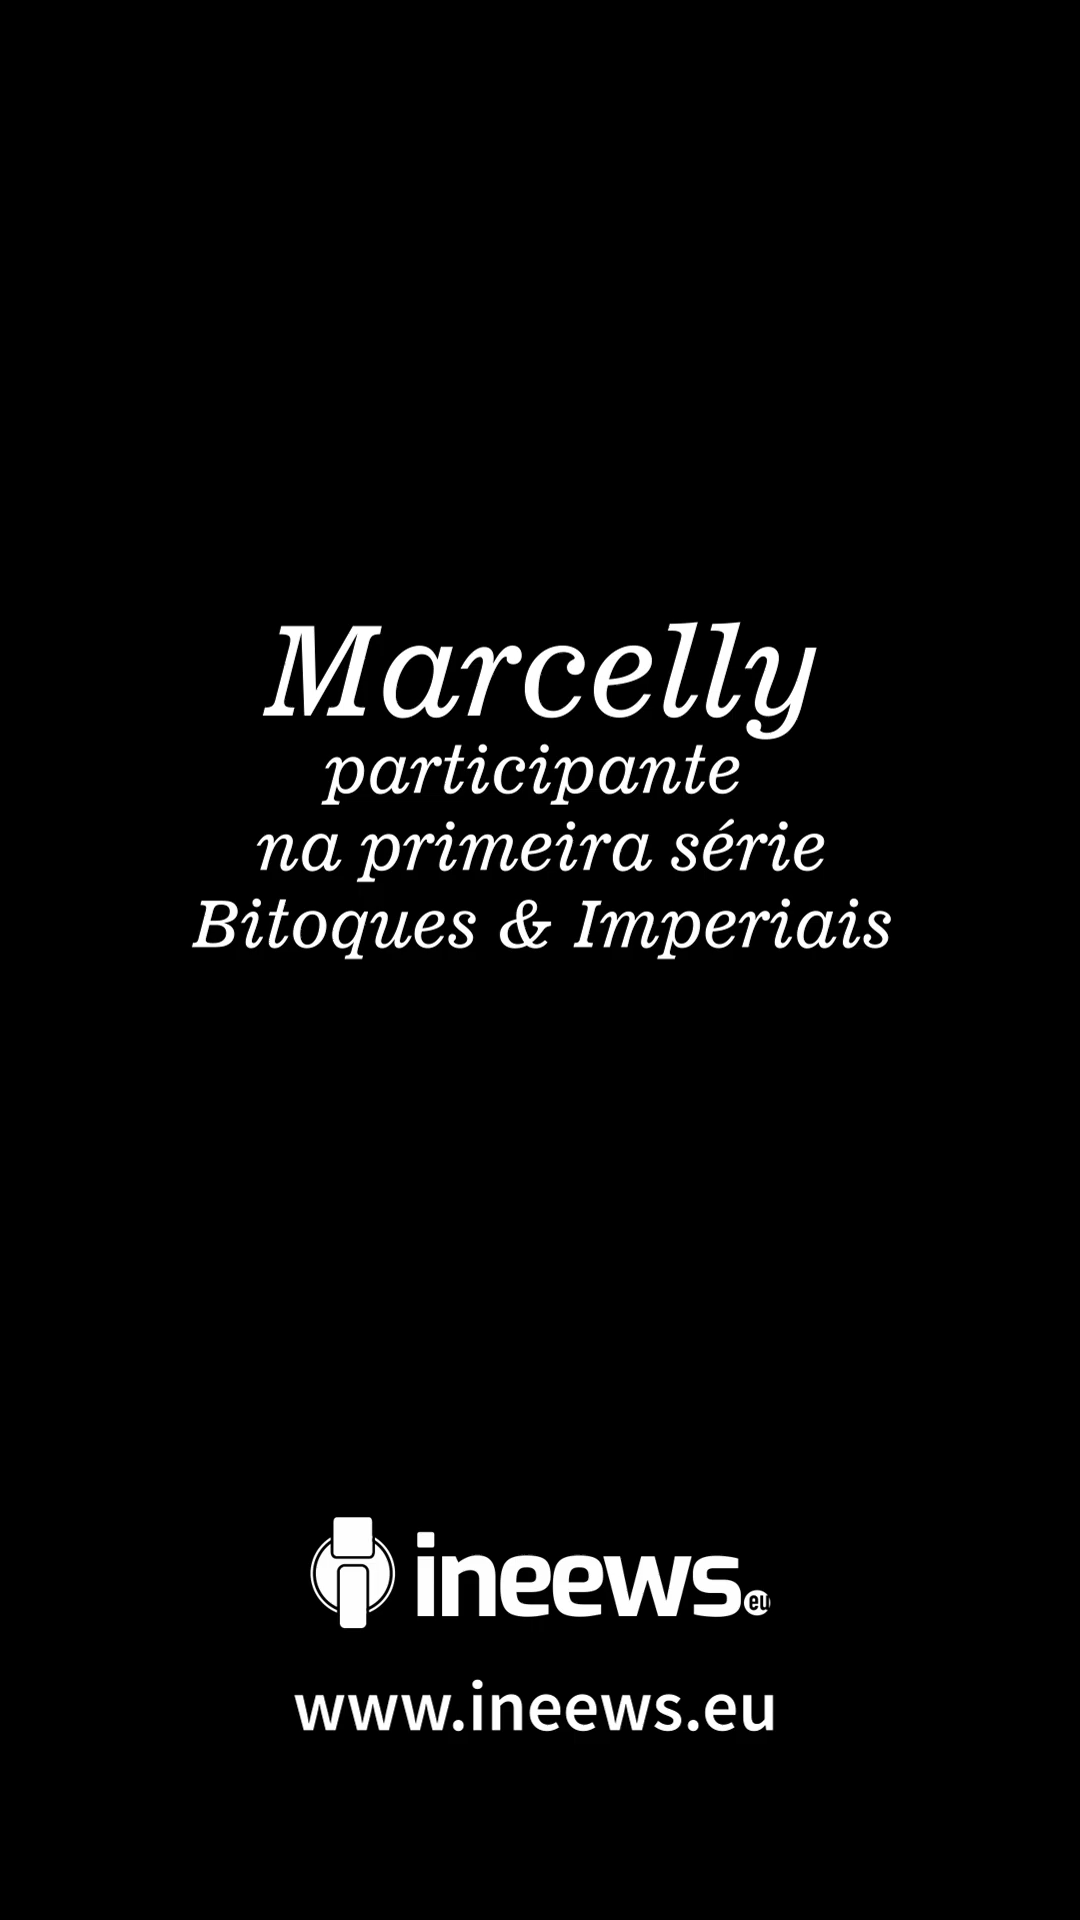 Marcelly
participante
na primeira série
Bitoques & Imperiais
ineews.eu
www.ineews.eu